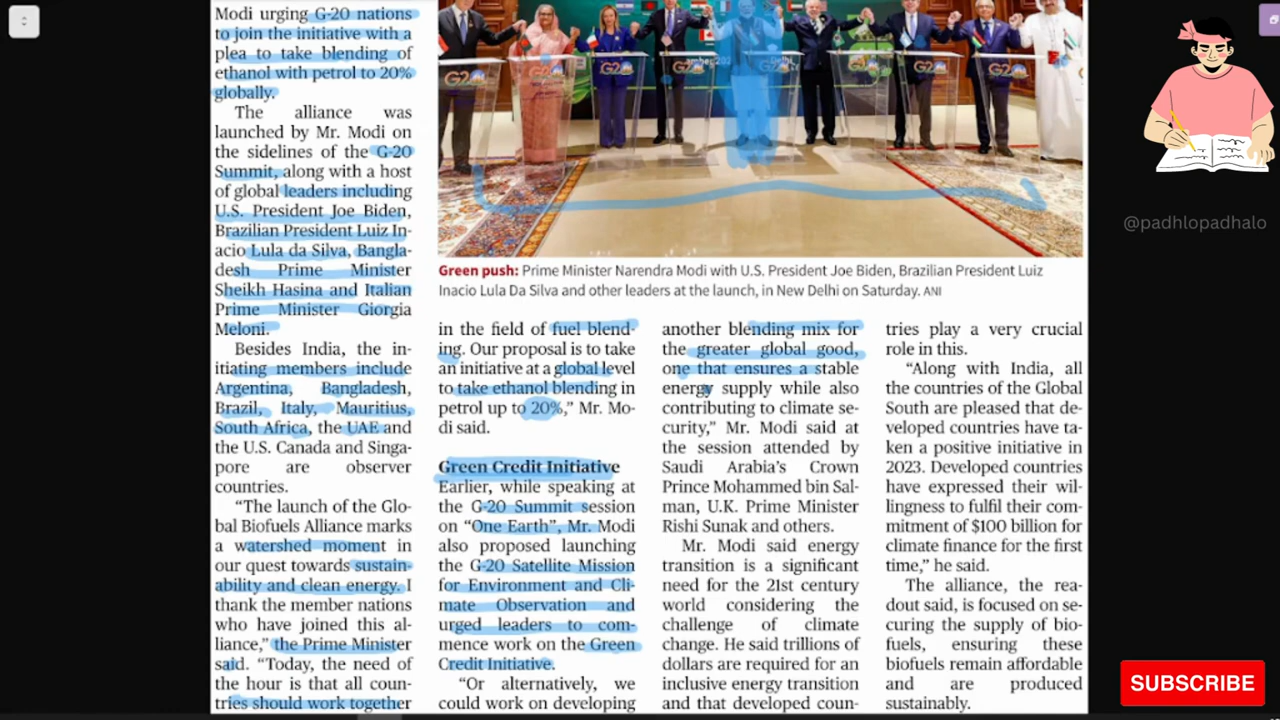 Modi urging G-20 nations
to join the initiative with a
plea to take blending of
ethanol with petrol to 20%
globally.
The alliance was
launched by Mr. Modi on
the sidelines of the G-20
Summit, along with a host
of global leaders including
U.S. President Joe Biden,
Brazilian President Luiz In-
acio Lula da Silva, Bangla-
desh Prime Minister
Sheikh Hasina and Italian
Prime Minister Giorgia
Meloni.
Besides India, the in-
itiating members include
Argentina, Bangladesh,
Brazil, Italy, Mauritius,
South Africa, the UAE and
the U.S. Canada and Singa-
pore are observer
countries.
“The launch of the Glo-
bal Biofuels Alliance marks
a watershed moment in
our quest towards sustain-
ability and clean energy. I
thank the member nations
who have joined this al-
liance,” the Prime Minister
said. “Today, the need of
the hour is that all coun-
tries should work together
G20
G20
G20
G20
G20
G20
Green push: Prime Minister Narendra Modi with U.S. President Joe Biden, Brazilian President Luiz
Inacio Lula Da Silva and other leaders at the launch, in New Delhi on Saturday. ANI
in the field of fuel blend-
ing. Our proposal is to take
an initiative at a global level
to take ethanol blending in
petrol up to 20%,” Mr. Mo-
di said.
Green Credit Initiative
Earlier, while speaking at
the G-20 Summit session
on “One Earth”, Mr. Modi
also proposed launching
the G-20 Satellite Mission
for Environment and Cli-
mate Observation and
urged leaders to com-
mence work on the Green
Credit Initiative.
“Or alternatively, we
could work on developing
another blending mix for
the greater global good,
one that ensures a stable
energy supply while also
contributing to climate se-
curity,” Mr. Modi said at
the session attended by
Saudi Arabia’s Crown
Prince Mohammed bin Sal-
man, U.K. Prime Minister
Rishi Sunak and others.
Mr. Modi said energy
transition is a significant
need for the 21st century
world considering the
challenge of climate
change. He said trillions of
dollars are required for an
inclusive energy transition
and that developed coun-
tries play a very crucial
role in this.
“Along with India, all
the countries of the Global
South are pleased that de-
veloped countries have ta-
ken a positive initiative in
2023. Developed countries
have expressed their wil-
lingness to fulfil their com-
mitment of $100 billion for
climate finance for the first
time,” he said.
The alliance, the rea-
dout said, is focused on se-
curing the supply of bio-
fuels, ensuring these
biofuels remain affordable
and are produced
sustainably.
@padhlopadhalo
SUBSCRIBE